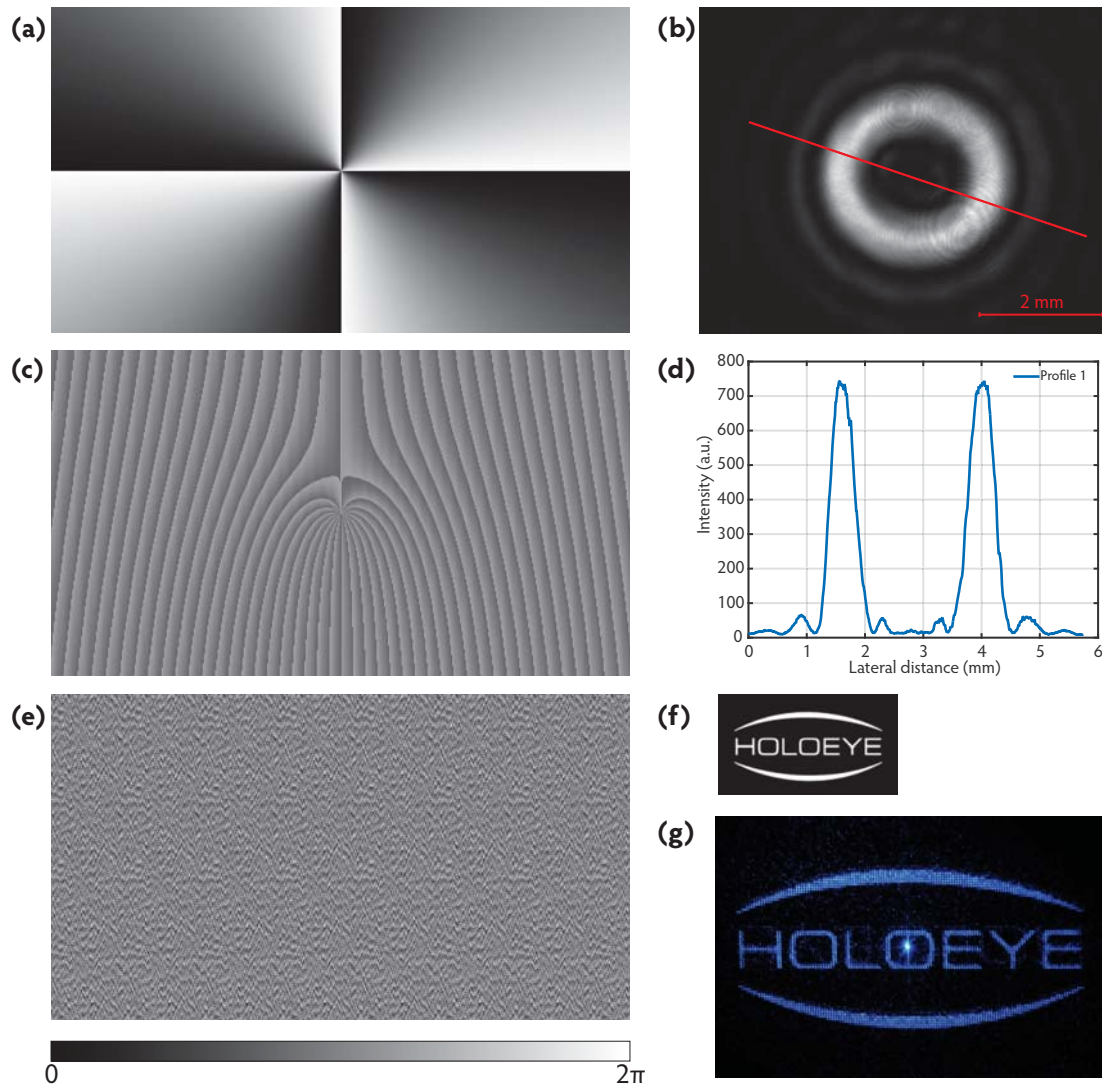 (a)
(b)
2 mm
(c)
(d)
800
700
600
500
400
300
200
100
0
Intensity (a.u.)
Profile 1
0 1 2 3 4 5 6
Lateral distance (mm)
(e)
(f)
HOLOEYE
(g)
HOLOEYE
0 2π